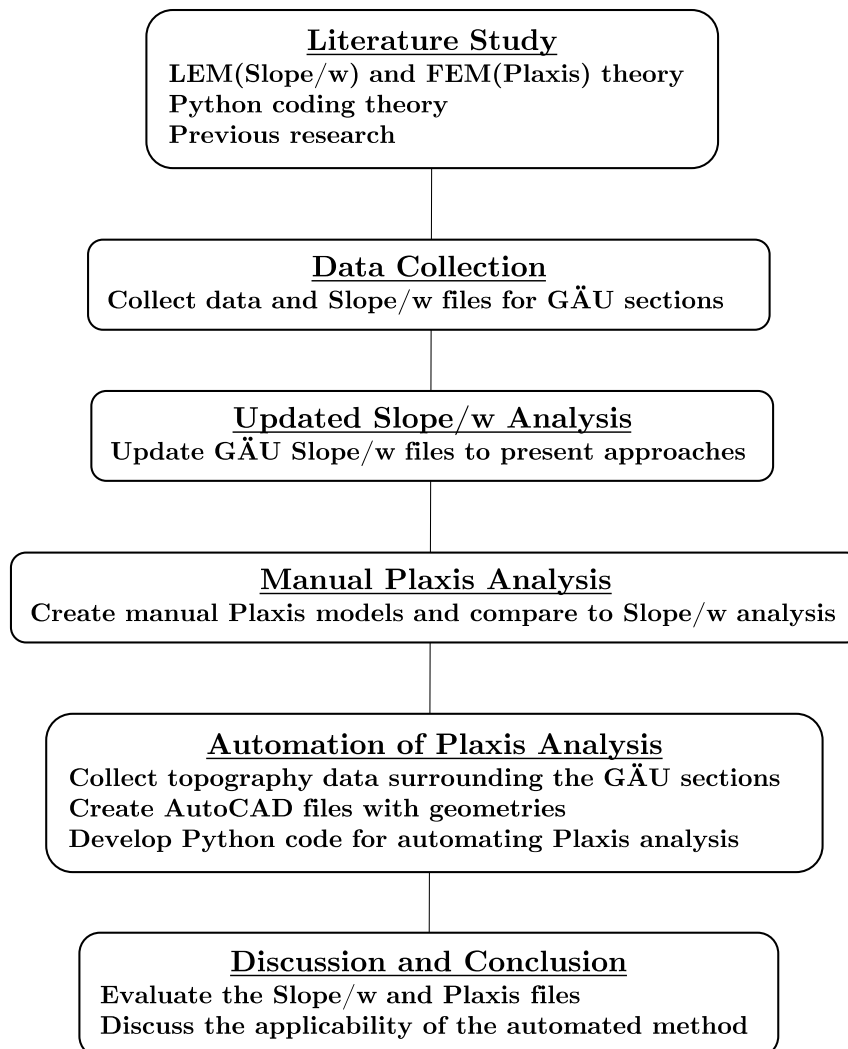 Literature Study
LEM(Slope/w) and FEM(Plaxis) theory
Python coding theory
Previous research
Data Collection
Collect data and Slope/w files for GÄU sections
Updated Slope/w Analysis
Update GÄU Slope/w files to present approaches
Manual Plaxis Analysis
Create manual Plaxis models and compare to Slope/w analysis
Automation of Plaxis Analysis
Collect topography data surrounding the GÄU sections
Create AutoCAD files with geometries
Develop Python code for automating Plaxis analysis
Discussion and Conclusion
Evaluate the Slope/w and Plaxis files
Discuss the applicability of the automated method